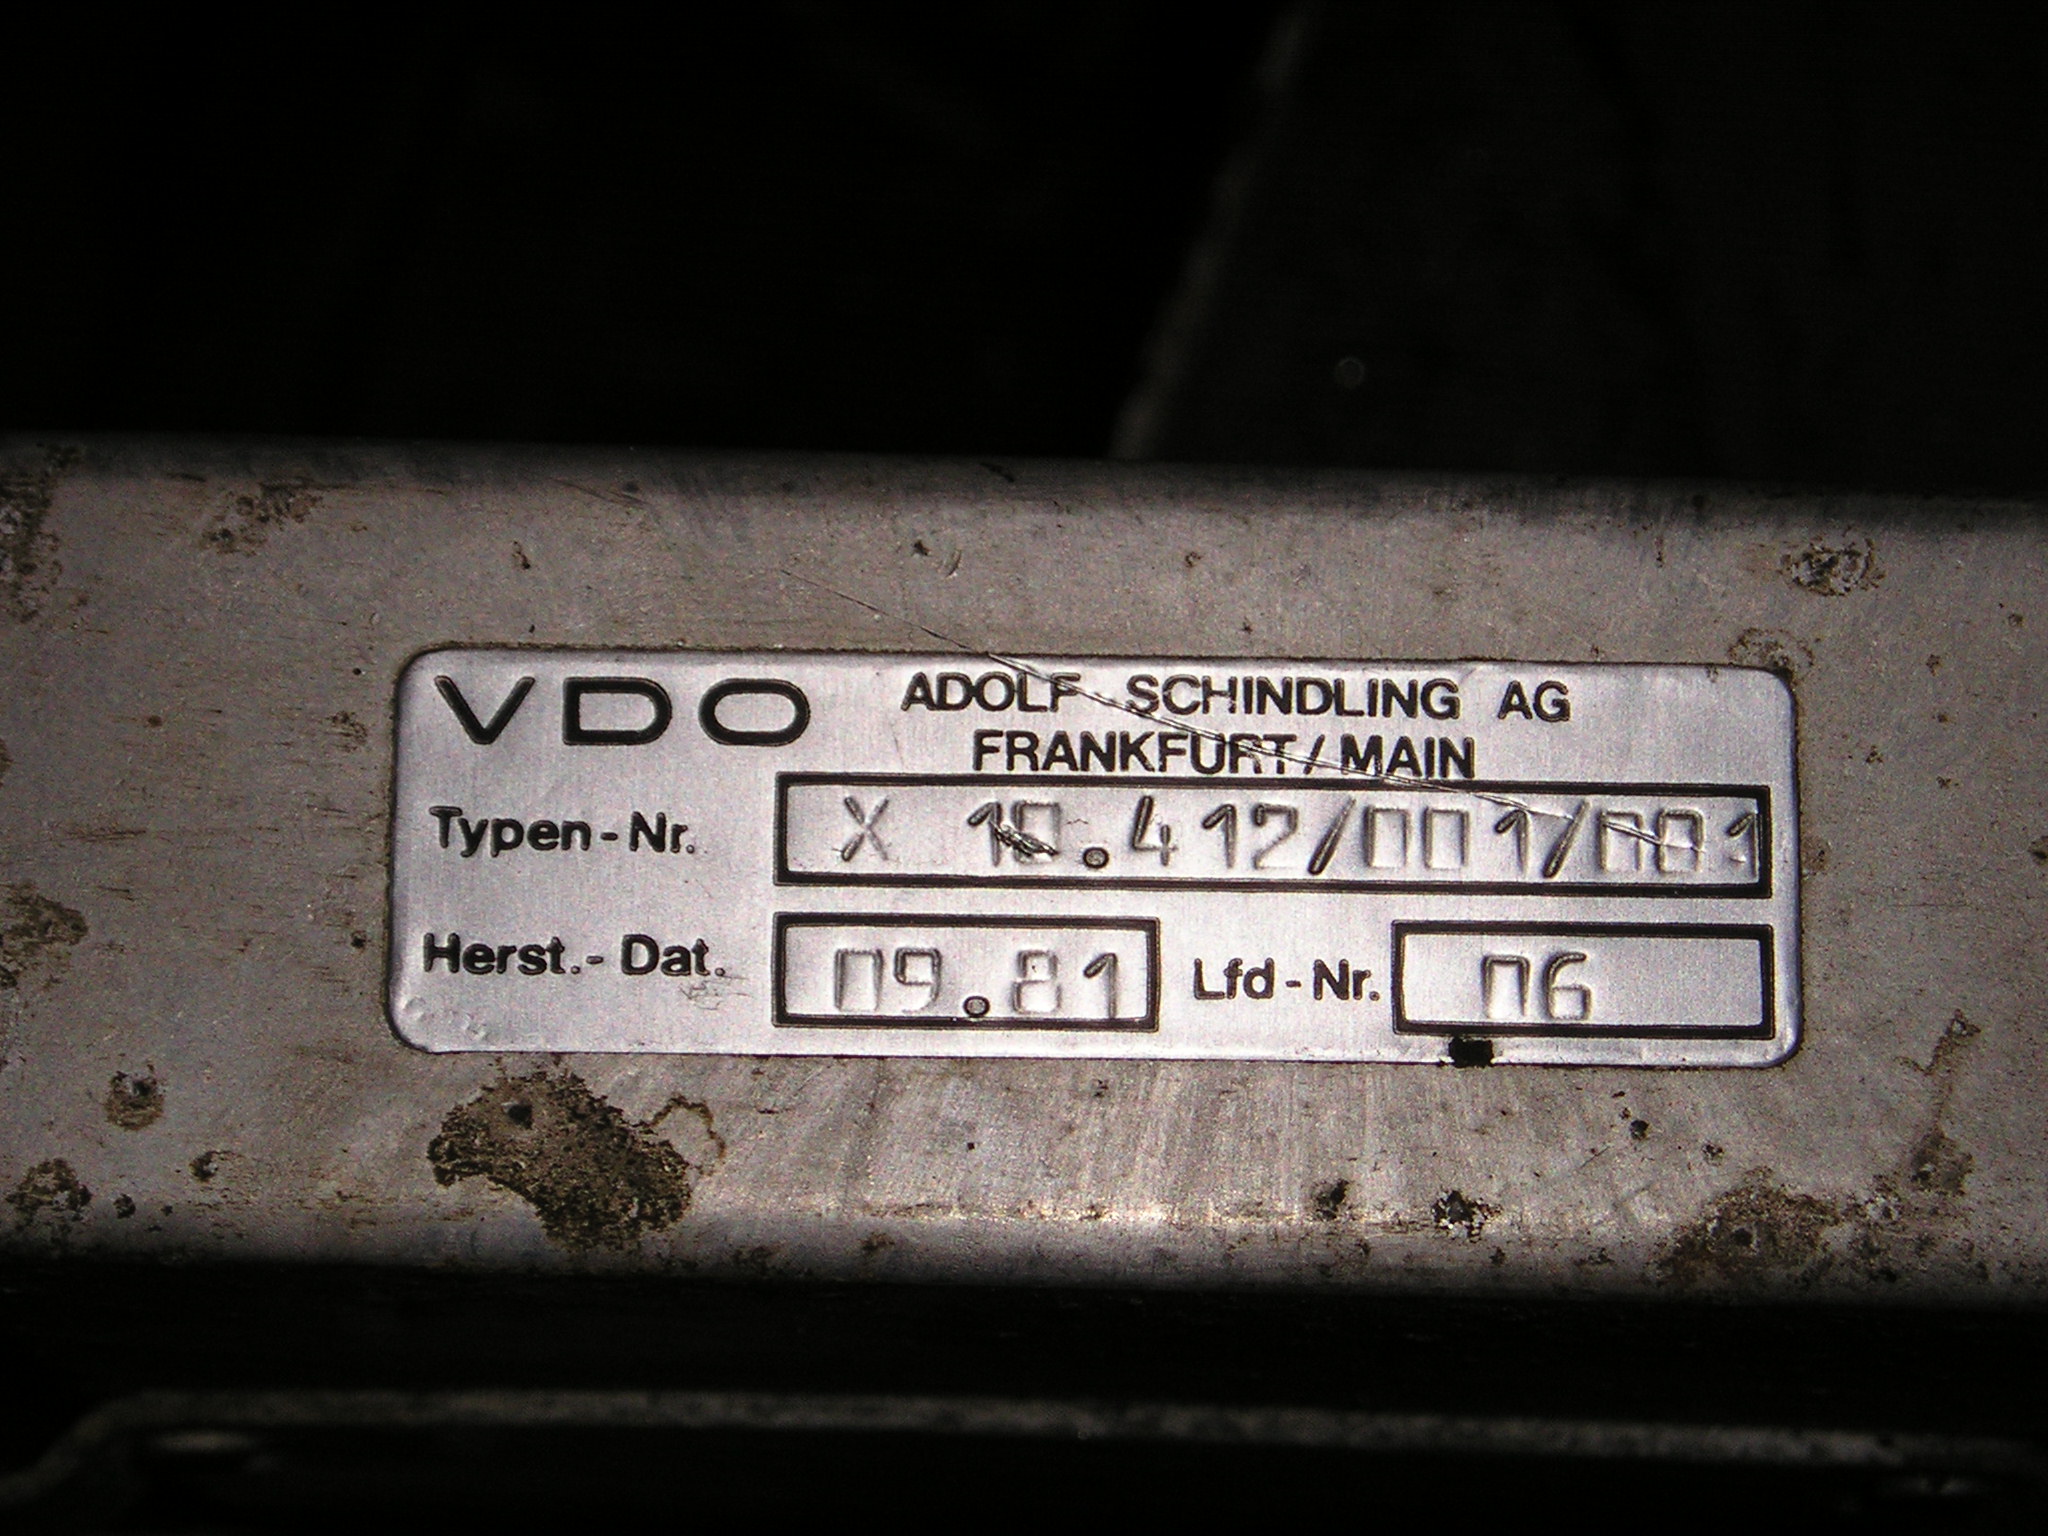 VDO ADOLF SCHINDLING AG
FRANKFURT/MAIN
Typen-Nr. X 10.412/001/001
Herst.-Dat. 09.81 Lfd-Nr. 06